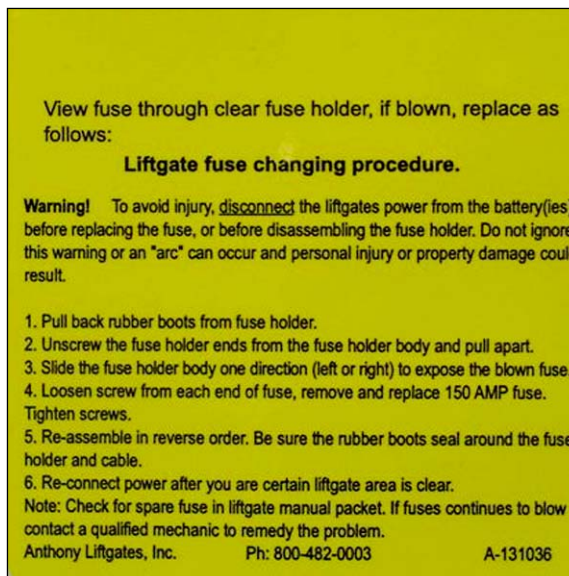 View fuse through clear fuse holder, if blown, replace as
follows:
Liftgate fuse changing procedure.
Warning! To avoid injury, disconnect the liftgates power from the battery(ies)
before replacing the fuse, or before disassembling the fuse holder. Do not ignore
this warning or an "arc" can occur and personal injury or property damage coul
result.
1. Pull back rubber boots from fuse holder.
2. Unscrew the fuse holder ends from the fuse holder body and pull apart.
3. Slide the fuse holder body one direction (left or right) to expose the blown fuse
4. Loosen screw from each end of fuse, remove and replace 150 AMP fuse.
Tighten screws.
5. Re-assemble in reverse order. Be sure the rubber boots seal around the fuse
holder and cable.
6. Re-connect power after you are certain liftgate area is clear.
Note: Check for spare fuse in liftgate manual packet. If fuses continues to blow
contact a qualified mechanic to remedy the problem.
Anthony Liftgates, Inc. Ph: 800-482-0003 A-131036